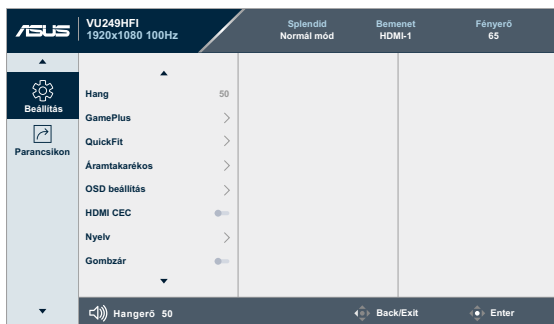 ASUS
VU249HFI
1920x1080 100Hz
Splendid
Normál mód
Bemenet
HDMI-1
Fényerő
65
Beállítás
Parancsikon
Hang 50
GamePlus
QuickFit
Áramtakarékos
OSD beállítás
HDMI CEC
Nyelv
Gombzár
Hangerő 50
Back/Exit
Enter